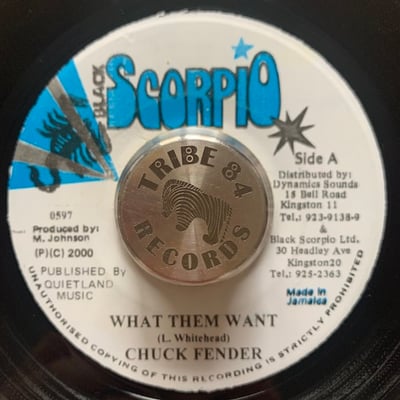 BLACK
SCORPIO
Side A
0597
Produced by:
M. Johnson
(P)(C) 2000
PUBLISHED By
QUIETLAND
MUSIC
Distributed by:
Dynamics Sounds
15 Bell Road
Kingston 11
Tel.: 923-9138-9
&
Black Scorpio Ltd.
30 Headley Ave
Kingston20
Tel.: 925-2363
Made in
Jamaica
TRIBE 84
RECORDS
WHAT THEM WANT
(L. Whitehead)
CHUCK FENDER
UNAUTHORISED COPYING OF THIS RECORDING IS STRICTLY PROHIBITED